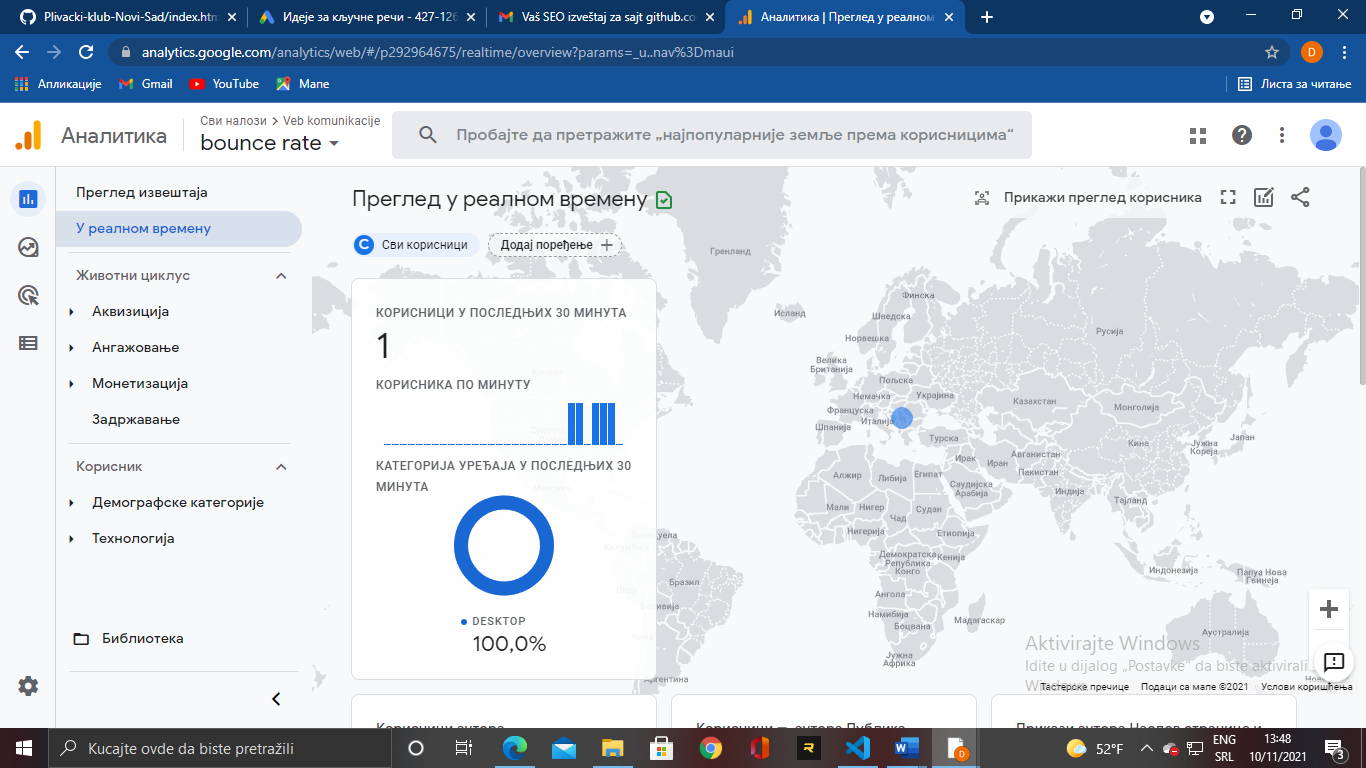 Plivacki-klub-Novi-Sad/index.htm
Идеје за кључне речи - 427-126
Vaš SEO izveštaj za sajt github.co
Аналитика | Преглед у реалном
analytics.google.com/analytics/web/#/p292964675/realtime/overview?params=_u..nav%3Dmaui
D
Апликације
Gmail
YouTube
Мапе
Листа за читање
Аналитика
Сви налози > Veb komunikacije
bounce rate
Пробајте да претражите „најпопуларније земље према корисницима“
Преглед извештаја
У реалном времену
Животни циклус
Аквизиција
Ангажовање
Монетизација
Задржавање
Корисник
Демографске категорије
Технологија
Библиотека
Преглед у реалном времену
Прикажи преглед корисника
C Сви корисници
Додај поређење +
КОРИСНИЦИ У ПОСЛЕДЊИХ 30 МИНУТА
1
КОРИСНИКА ПО МИНУТУ
КАТЕГОРИЈА УРЕЂАЈА У ПОСЛЕДЊИХ 30
МИНУТА
DESKTOP
100,0%
Гренланд
Исланд
Финска
Шведска
Норвешка
Русија
Велика
Британија
Пољска
Немачка
Украјина
Француска
Италија
Шпанија
Казахстан
Монголија
Турска
Кина
Јужна
Кореја
Јапан
Ирак
Иран
Авганистан
Пакистан
Алжир
Либија
Египат
Саудијска
Арабија
Индија
Тајланд
Мали
Нигер
Чад
Судан
Нигерија
Етиопија
Демократска
Република
Конго
Кенија
Индонезија
Папуа Нова
Гвинеја
Ангола
Намибија
Боцвана
Мадагаскар
Јужна
Африка
Аустралија
Бразил
Aktivirajte Windows
Idite u dijalog „Postavke“ da biste aktivirali
Windows.
Тастерске пречице
Подаци са мапе ©2021
Услови коришћења
Kucajte ovde da biste pretražili
52°F
ENG
SRL
13:48
10/11/2021
3